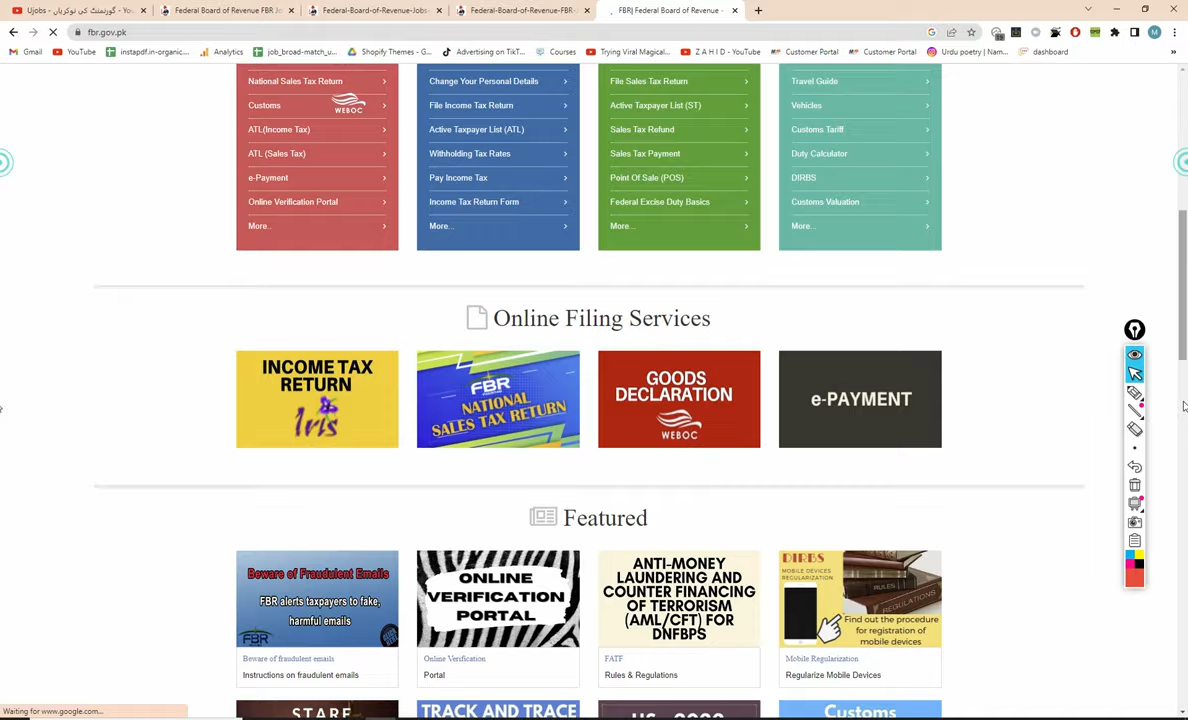 Ujobs - گورنمنٹ کی نوکریاں - You
Federal Board of Revenue FBR Jo
Federal-Board-of-Revenue-Jobs-
Federal-Board-of-Revenue-FBR-
FBR| Federal Board of Revenue -
fbr.gov.pk
Gmail
YouTube
instapdf.in-organic...
Analytics
job_broad-match_u...
Shopify Themes - G...
Advertising on TikT...
Courses
Trying Viral Magical...
Z A H I D - YouTube
Customer Portal
Customer Portal
Urdu poetry | Nam...
dashboard
National Sales Tax Return
Customs
WEBOC
ATL(Income Tax)
ATL (Sales Tax)
e-Payment
Online Verification Portal
More..
Change Your Personal Details
File Income Tax Return
Active Taxpayer List (ATL)
Withholding Tax Rates
Pay Income Tax
Income Tax Return Form
More...
File Sales Tax Return
Active Taxpayer List (ST)
Sales Tax Refund
Sales Tax Payment
Point Of Sale (POS)
Federal Excise Duty Basics
More...
Travel Guide
Vehicles
Customs Tariff
Duty Calculator
DIRBS
Customs Valuation
More...
Online Filing Services
INCOME TAX
RETURN
Iris
FBR
NATIONAL
SALES TAX RETURN
GOODS
DECLARATION
WEBOC
e-PAYMENT
Featured
Beware of Fraudulent Emails
FBR alerts taxpayers to fake,
harmful emails
FBR
Beware of fraudulent emails
Instructions on fraudulent emails
ONLINE
VERIFICATION
PORTAL
Online Verification
Portal
ANTI-MONEY
LAUNDERING AND
COUNTER FINANCING
OF TERRORISM
(AML/CFT) FOR
DNFBPS
FATF
Rules & Regulations
DIRBS
MOBILE DEVICES
REGULARIZATION
RULES
REGULATIONS
Find out the procedure
for registration of
mobile devices
Mobile Regularization
Regularize Mobile Devices
TRACK AND TRACE
Customs
Waiting for www.google.com...